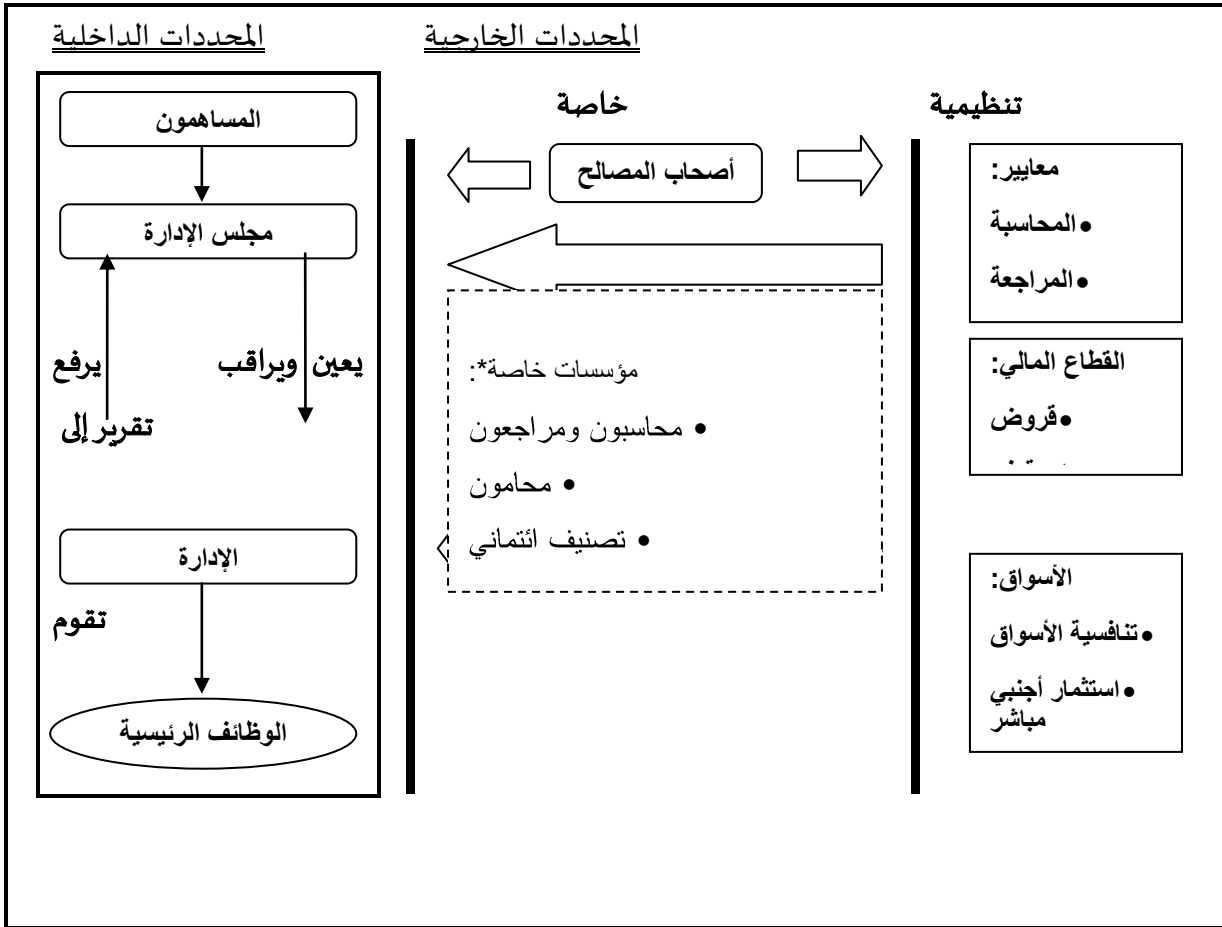 المحددات الخارجية
المحددات الداخلية
تنظيمية
معايير:
• المحاسبة
• المراجعة
القطاع المالي:
• قروض
الأسواق:
• تنافسية الأسواق
• استثمار أجنبي
مباشر
خاصة
أصحاب المصالح
مؤسسات خاصة*:
• محاسبون ومراجعون
• محامون
• تصنيف ائتماني
المساهمون
مجلس الإدارة
يعين ويراقب
يرفع
تقرير إلى
الإدارة
تقوم
الوظائف الرئيسية